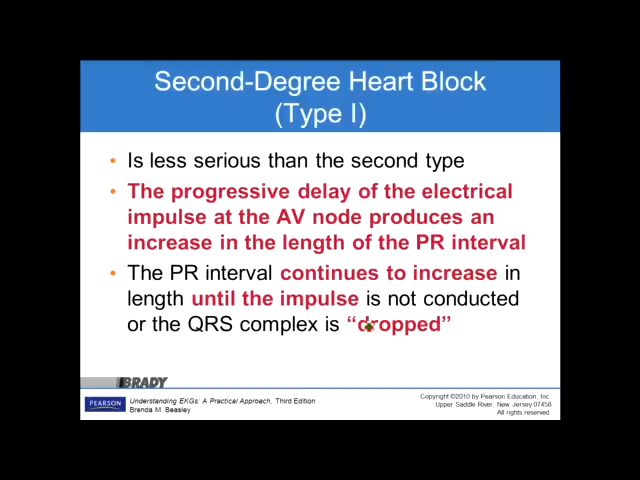 Second-Degree Heart Block
(Type I)
• Is less serious than the second type
• The progressive delay of the electrical
impulse at the AV node produces an
increase in the length of the PR interval
• The PR interval continues to increase in
length until the impulse is not conducted
or the QRS complex is “dropped”
BRADY
PEARSON
Understanding EKGs: A Practical Approach, Third Edition
Brenda M. Beasley
Copyright ©2010 by Pearson Education, Inc.
Upper Saddle River, New Jersey 07458
All rights reserved.